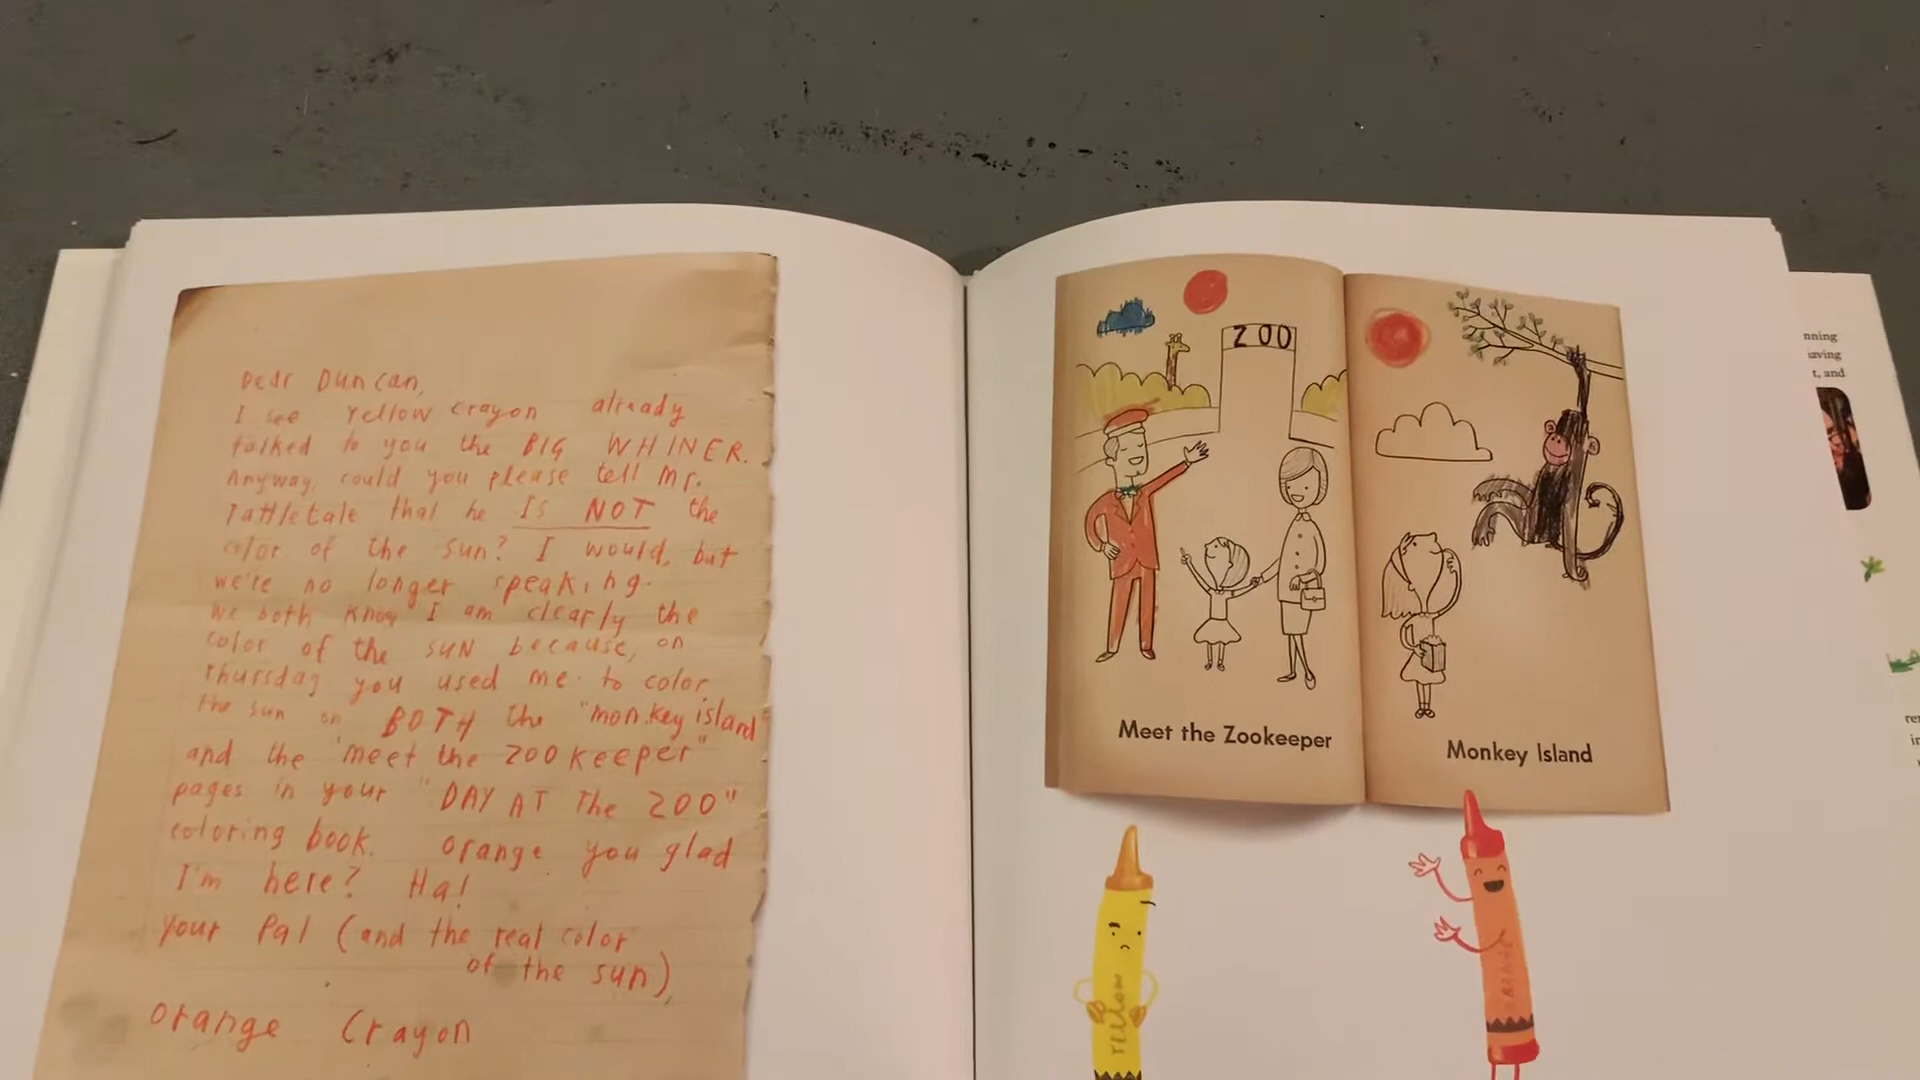 Dear Duncan,
I see Yellow crayon already
talked to you the BIG WHINER.
Anyway, could you please tell Mr.
Tattletale that he IS NOT the
color of the sun? I would, but
we're no longer speaking.
We both know I am clearly the
color of the sun because, on
Thursday you used me to color
the sun on BOTH the "monkey island"
and the "meet the zookeeper"
pages in your "DAY AT The ZOO"
coloring book. Orange you glad
I'm here? Ha!
Your Pal (and the real color
of the sun),
Orange Crayon
ZOO
Meet the Zookeeper
Monkey Island
YELLOW
ORANGE
nning
aving
t, and